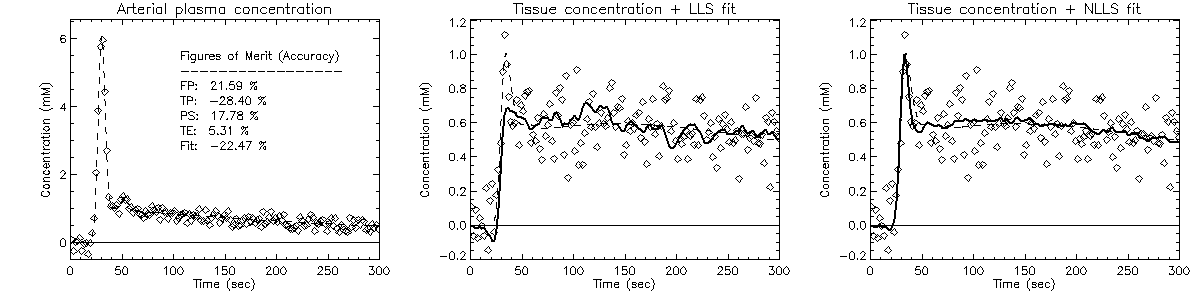 Arterial plasma concentration
Concentration (mM)
6
4
2
0
0 50 100 150 200 250 300
Time (sec)
Figures of Merit (Accuracy)
--------------------
FP: 21.59 %
TP: −28.40 %
PS: 17.78 %
TE: 5.31 %
Fit: −22.47 %
Tissue concentration + LLS fit
Concentration (mM)
1.2
1.0
0.8
0.6
0.4
0.2
0.0
−0.2
0 50 100 150 200 250 300
Time (sec)
Tissue concentration + NLLS fit
Concentration (mM)
1.2
1.0
0.8
0.6
0.4
0.2
0.0
−0.2
0 50 100 150 200 250 300
Time (sec)